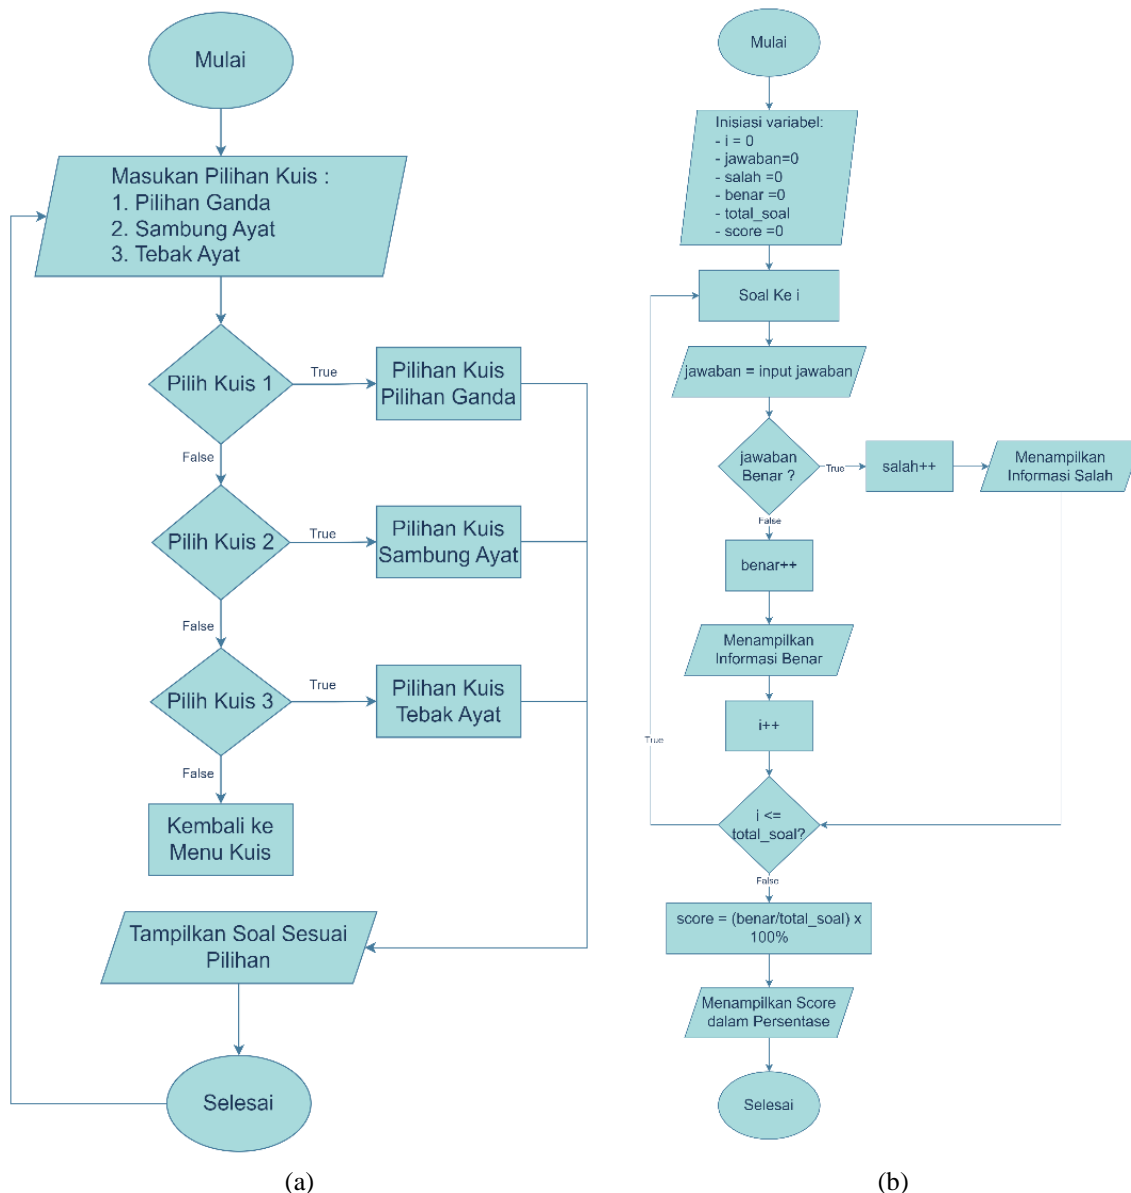 Mulai
Masukan Pilihan Kuis :
1. Pilihan Ganda
2. Sambung Ayat
3. Tebak Ayat
Pilih Kuis 1
True
Pilihan Kuis
Pilihan Ganda
False
Pilih Kuis 2
True
Pilihan Kuis
Sambung Ayat
False
Pilih Kuis 3
True
Pilihan Kuis
Tebak Ayat
False
Kembali ke
Menu Kuis
Tampilkan Soal Sesuai
Pilihan
Selesai
(a)
Mulai
Inisiasi variabel:
- i = 0
- jawaban=0
- salah =0
- benar =0
- total_soal
- score =0
Soal Ke i
jawaban = input jawaban
jawaban
Benar ?
True
salah++
Menampilkan
Informasi Salah
False
benar++
Menampilkan
Informasi Benar
i++
True
i <=
total_soal?
False
score = (benar/total_soal) x
100%
Menampilkan Score
dalam Persentase
Selesai
(b)